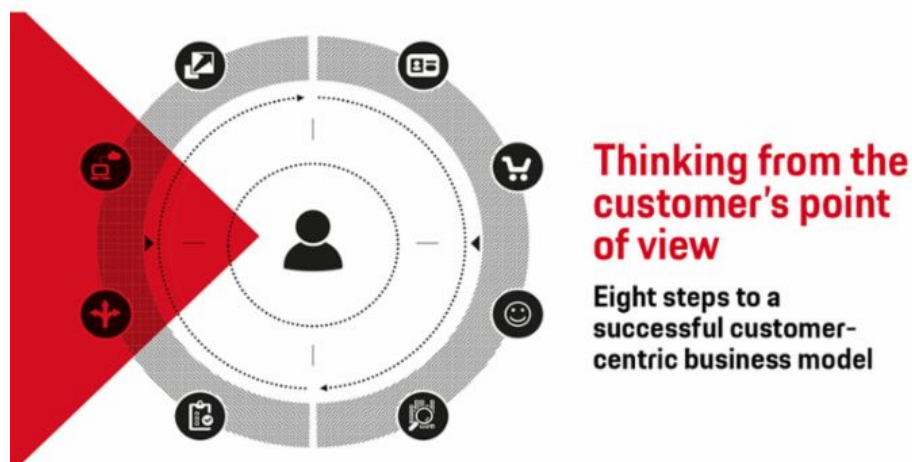 Thinking from the
customer's point
of view
Eight steps to a
successful customer-
centric business model